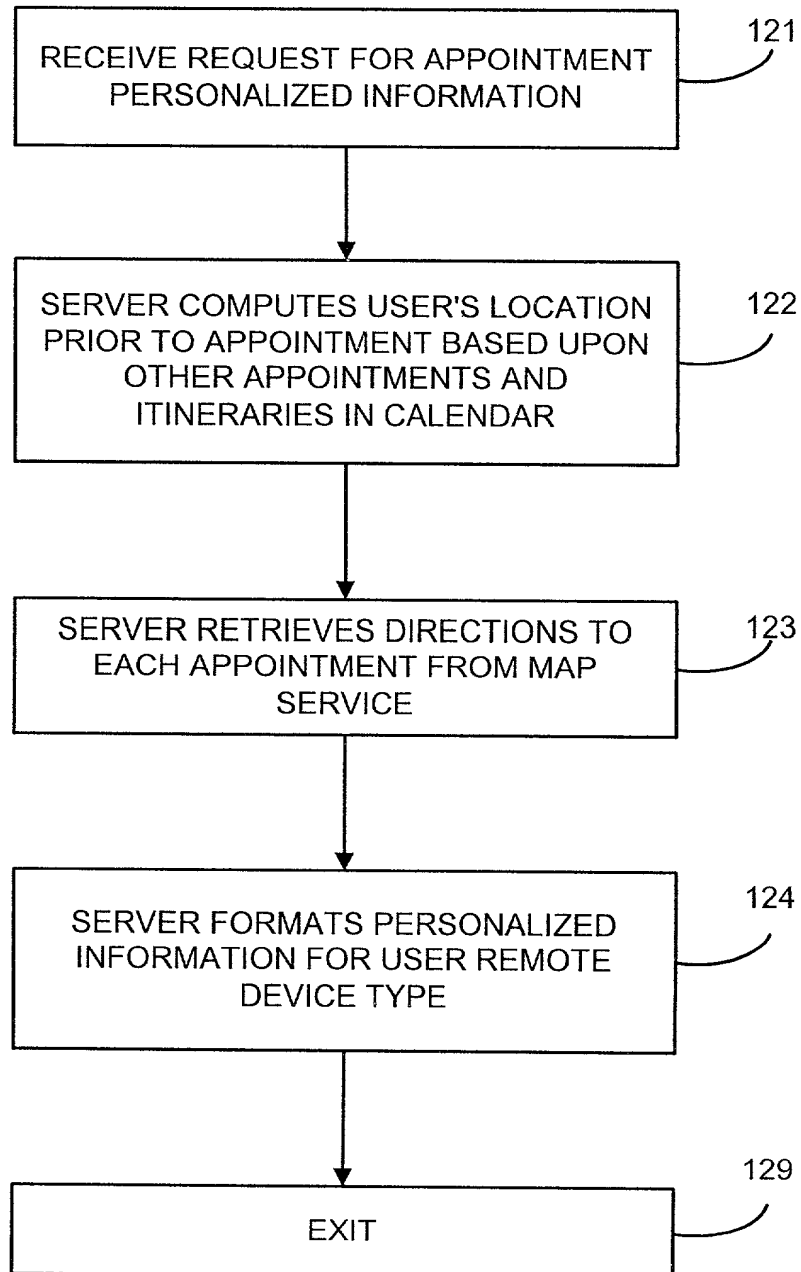 121
RECEIVE REQUEST FOR APPOINTMENT
PERSONALIZED INFORMATION
122
SERVER COMPUTES USER'S LOCATION
PRIOR TO APPOINTMENT BASED UPON
OTHER APPOINTMENTS AND
ITINERARIES IN CALENDAR
123
SERVER RETRIEVES DIRECTIONS TO
EACH APPOINTMENT FROM MAP
SERVICE
124
SERVER FORMATS PERSONALIZED
INFORMATION FOR USER REMOTE
DEVICE TYPE
129
EXIT